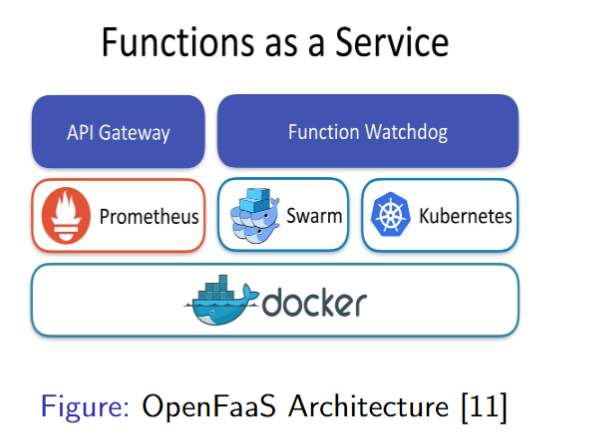 Functions as a Service
API Gateway
Function Watchdog
Prometheus
Swarm
Kubernetes
docker
Figure: OpenFaaS Architecture [11]